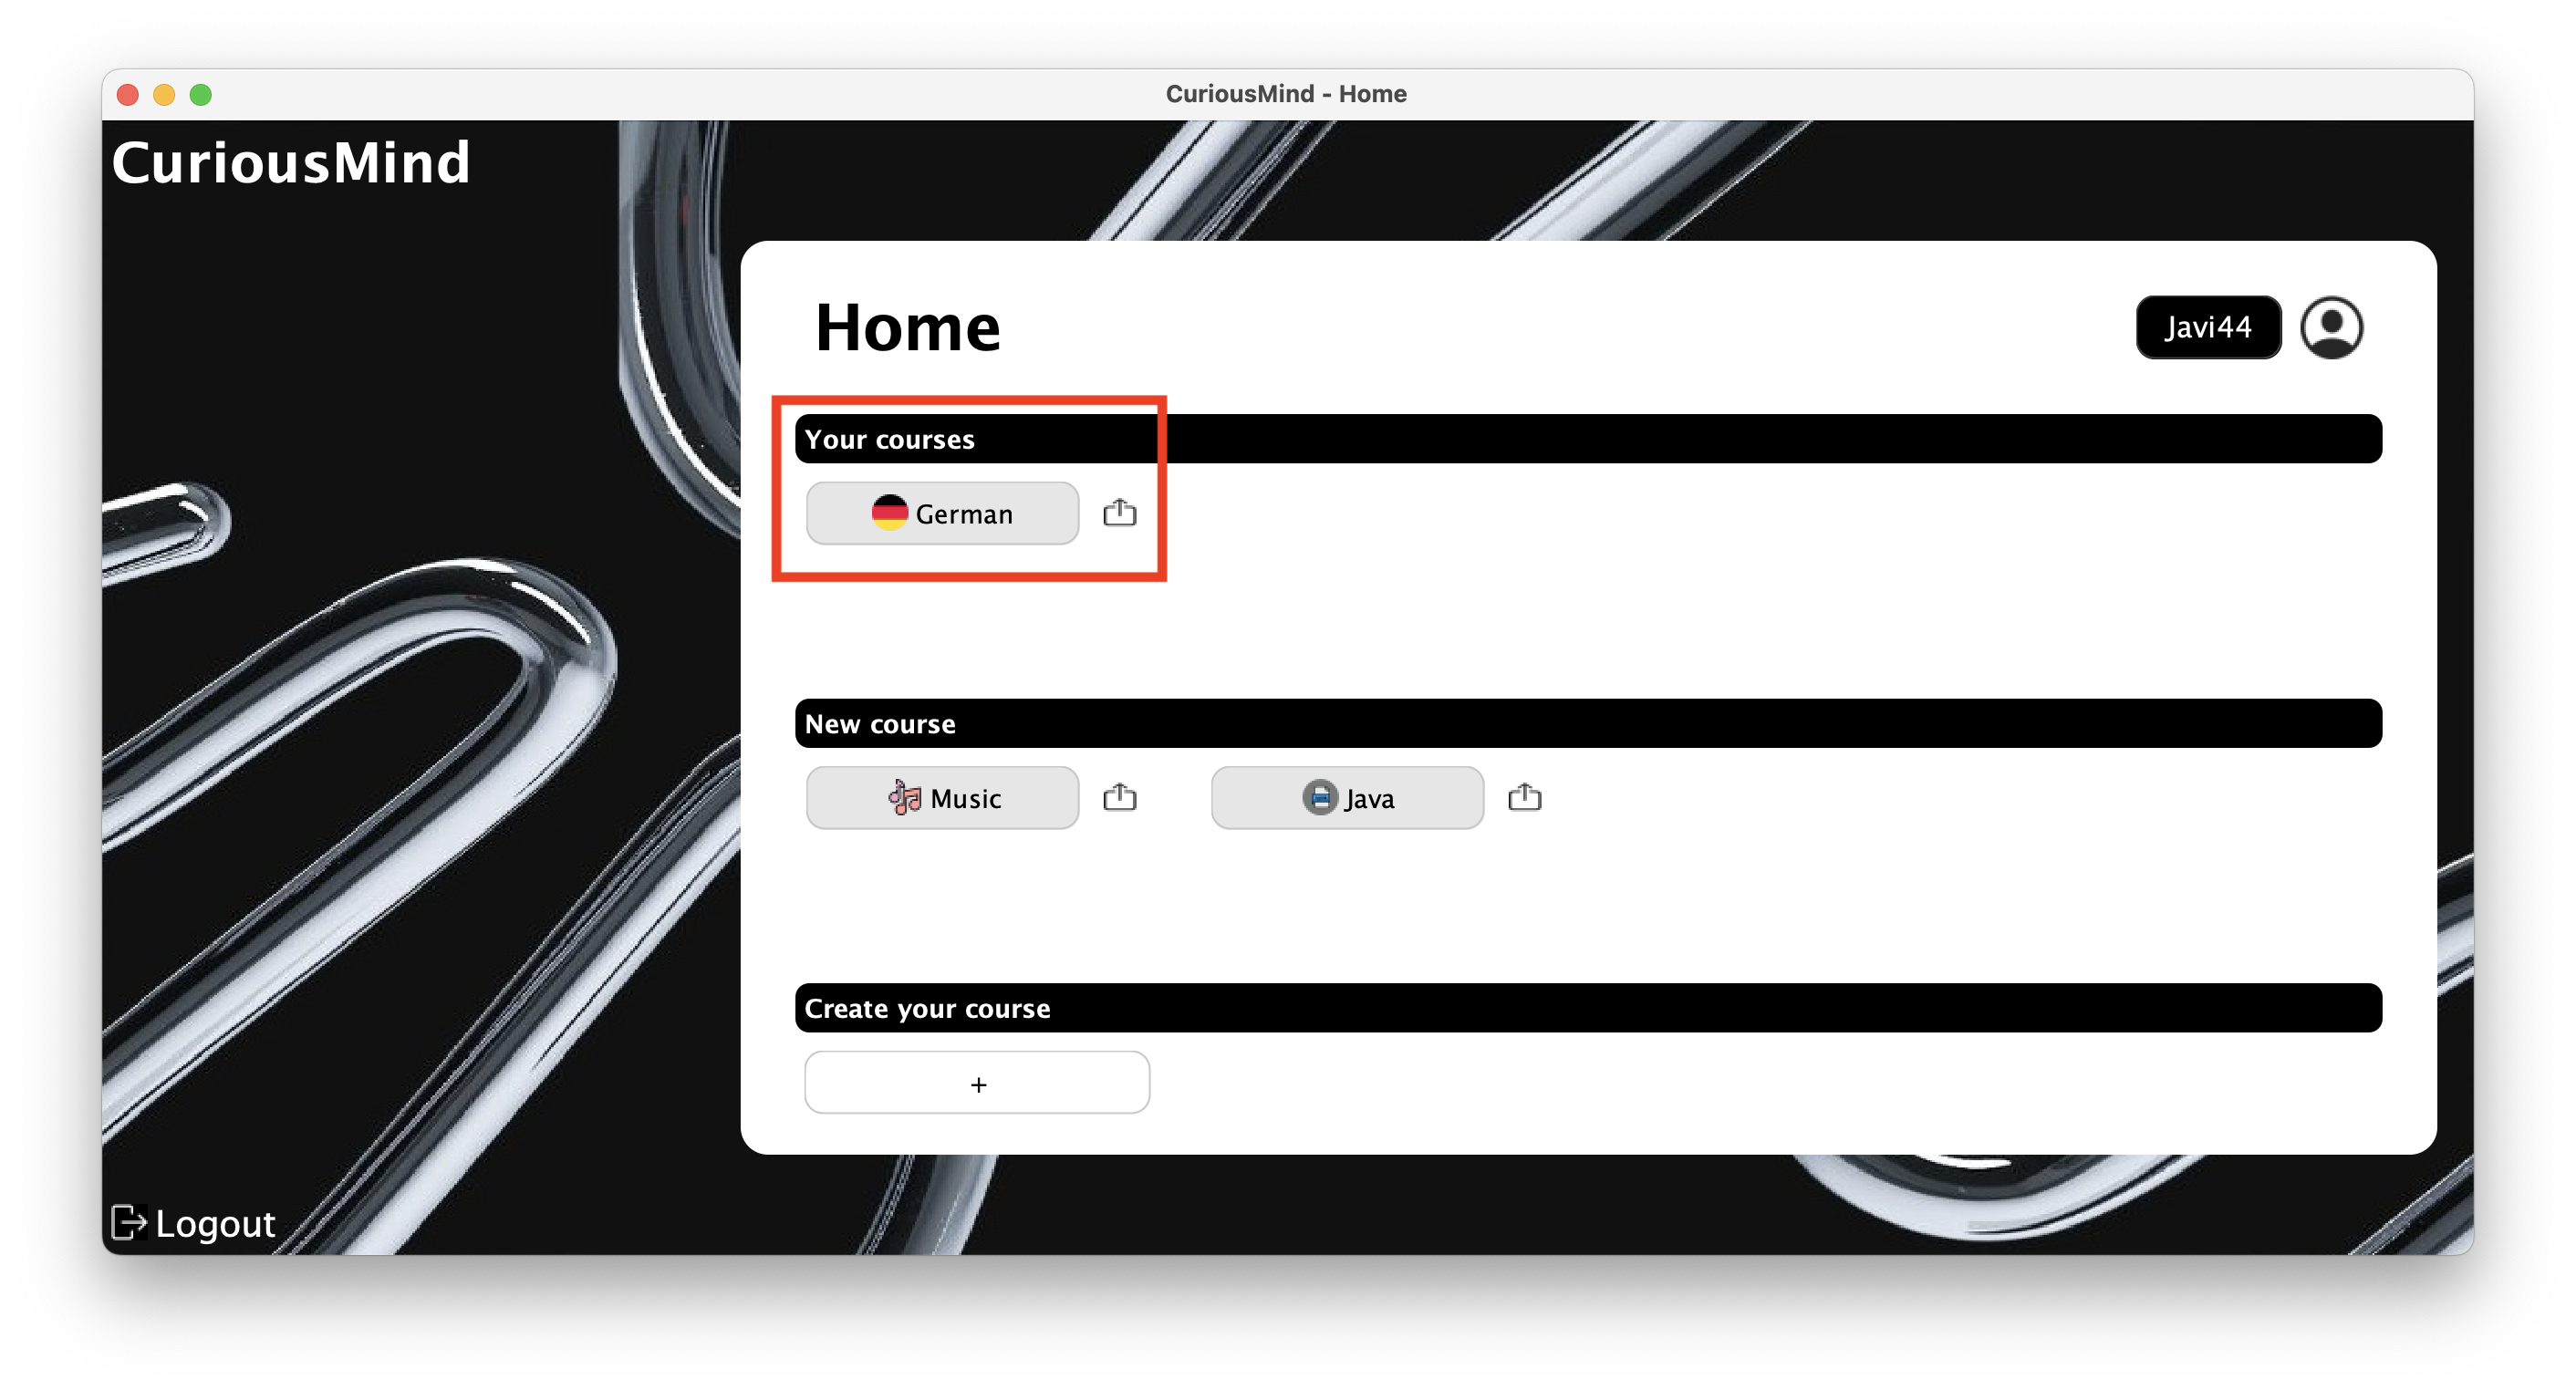 CuriousMind - Home
CuriousMind
Home
Javi44
Your courses
German
New course
Music
Java
Create your course
+
Logout